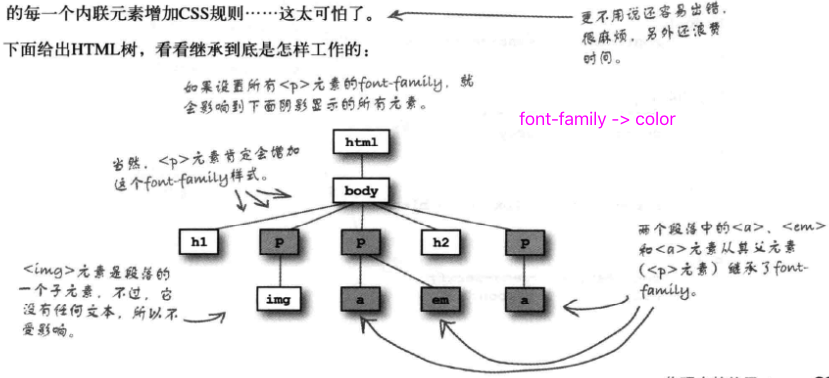 的每一个内联元素增加CSS规则……这太可怕了。
更不用说还容易出错，
很麻烦，另外还浪费
时间。
下面给出HTML树，看看继承到底是怎样工作的：
如果设置所有<p>元素的font-family，就
会影响到下面阴影显示的所有元素。
font-family -> color
html
当然，<p>元素肯定会增加
这个font-family样式。
body
h1
p
p
h2
p
两个段落中的<a>、<em>
和<a>元素从其父元素
(<p>元素) 继承了font-
family。
<img>元素是段落的
一个子元素，不过，它
没有任何文本，所以不
受影响。
img
a
em
a